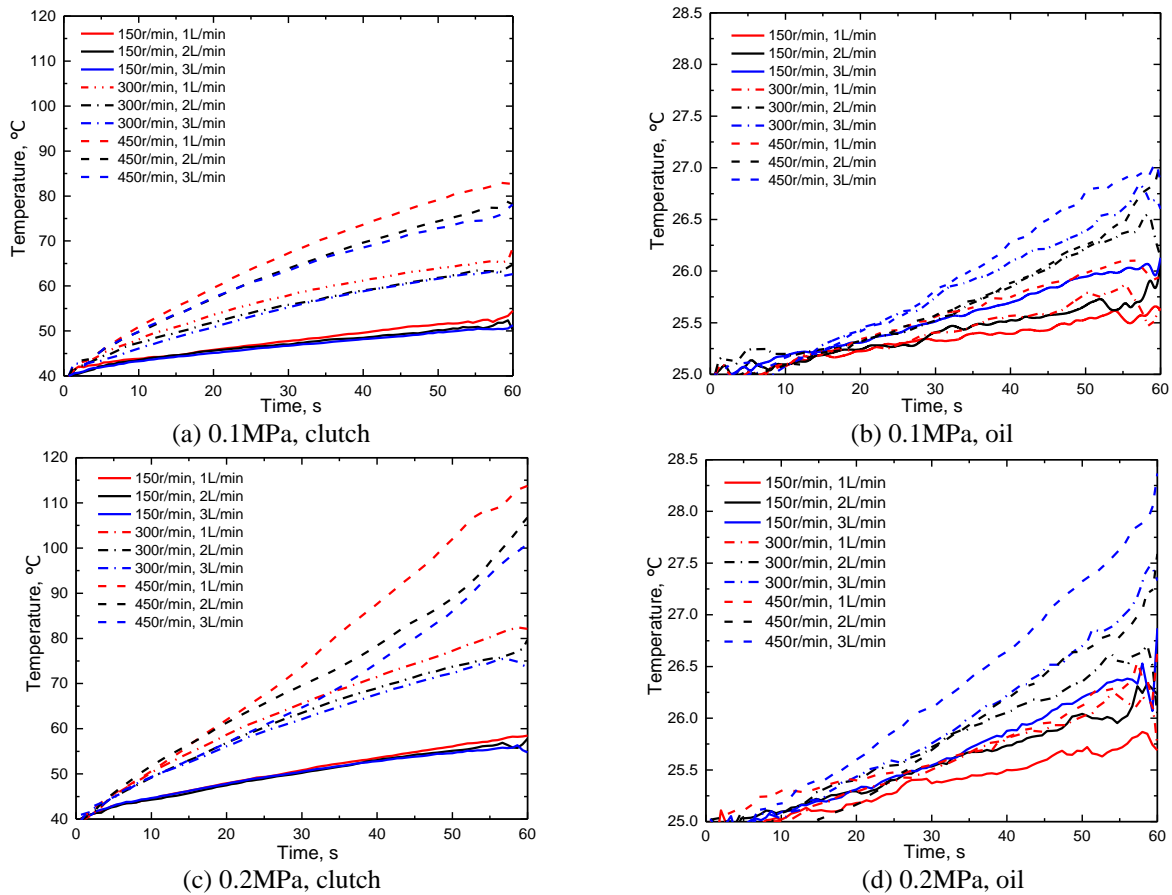 120
110
100
90
80
70
60
50
40
Temperature, ℃
150r/min, 1L/min
150r/min, 2L/min
150r/min, 3L/min
300r/min, 1L/min
300r/min, 2L/min
300r/min, 3L/min
450r/min, 1L/min
450r/min, 2L/min
450r/min, 3L/min
0 10 20 30 40 50 60
Time, s
(a) 0.1MPa, clutch
28.5
28.0
27.5
27.0
26.5
26.0
25.5
25.0
Temperature, ℃
150r/min, 1L/min
150r/min, 2L/min
150r/min, 3L/min
300r/min, 1L/min
300r/min, 2L/min
300r/min, 3L/min
450r/min, 1L/min
450r/min, 2L/min
450r/min, 3L/min
0 10 20 30 40 50 60
Time, s
(b) 0.1MPa, oil
120
110
100
90
80
70
60
50
40
Temperature, ℃
150r/min, 1L/min
150r/min, 2L/min
150r/min, 3L/min
300r/min, 1L/min
300r/min, 2L/min
300r/min, 3L/min
450r/min, 1L/min
450r/min, 2L/min
450r/min, 3L/min
0 10 20 30 40 50 60
Time, s
(c) 0.2MPa, clutch
28.5
28.0
27.5
27.0
26.5
26.0
25.5
25.0
Temperature, ℃
150r/min, 1L/min
150r/min, 2L/min
150r/min, 3L/min
300r/min, 1L/min
300r/min, 2L/min
300r/min, 3L/min
450r/min, 1L/min
450r/min, 2L/min
450r/min, 3L/min
0 10 20 30 40 50 60
Time, s
(d) 0.2MPa, oil